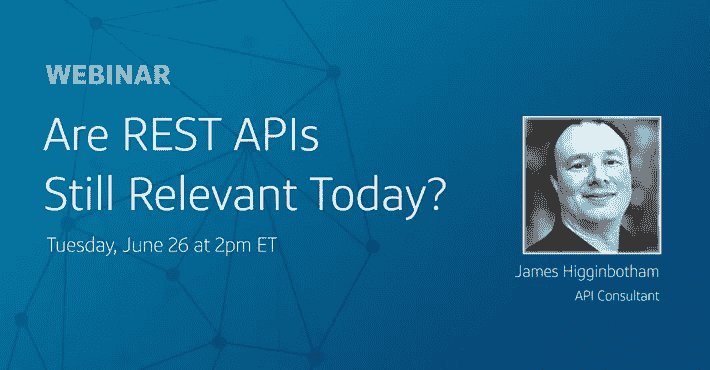 WEBINAR
Are REST APIs
Still Relevant Today?
Tuesday, June 26 at 2pm ET
James Higginbotham
API Consultant